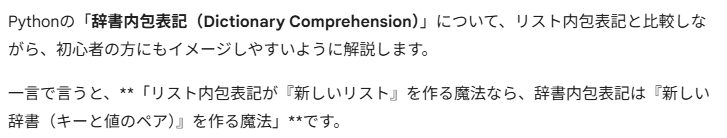 Pythonの「辞書内包表記（Dictionary Comprehension）」について、リスト内包表記と比較しな
がら、初心者の方にもイメージしやすいように解説します。
一言で言うと、**「リスト内包表記が『新しいリスト』を作る魔法なら、辞書内包表記は『新しい
辞書（キーと値のペア）』を作る魔法」**です。